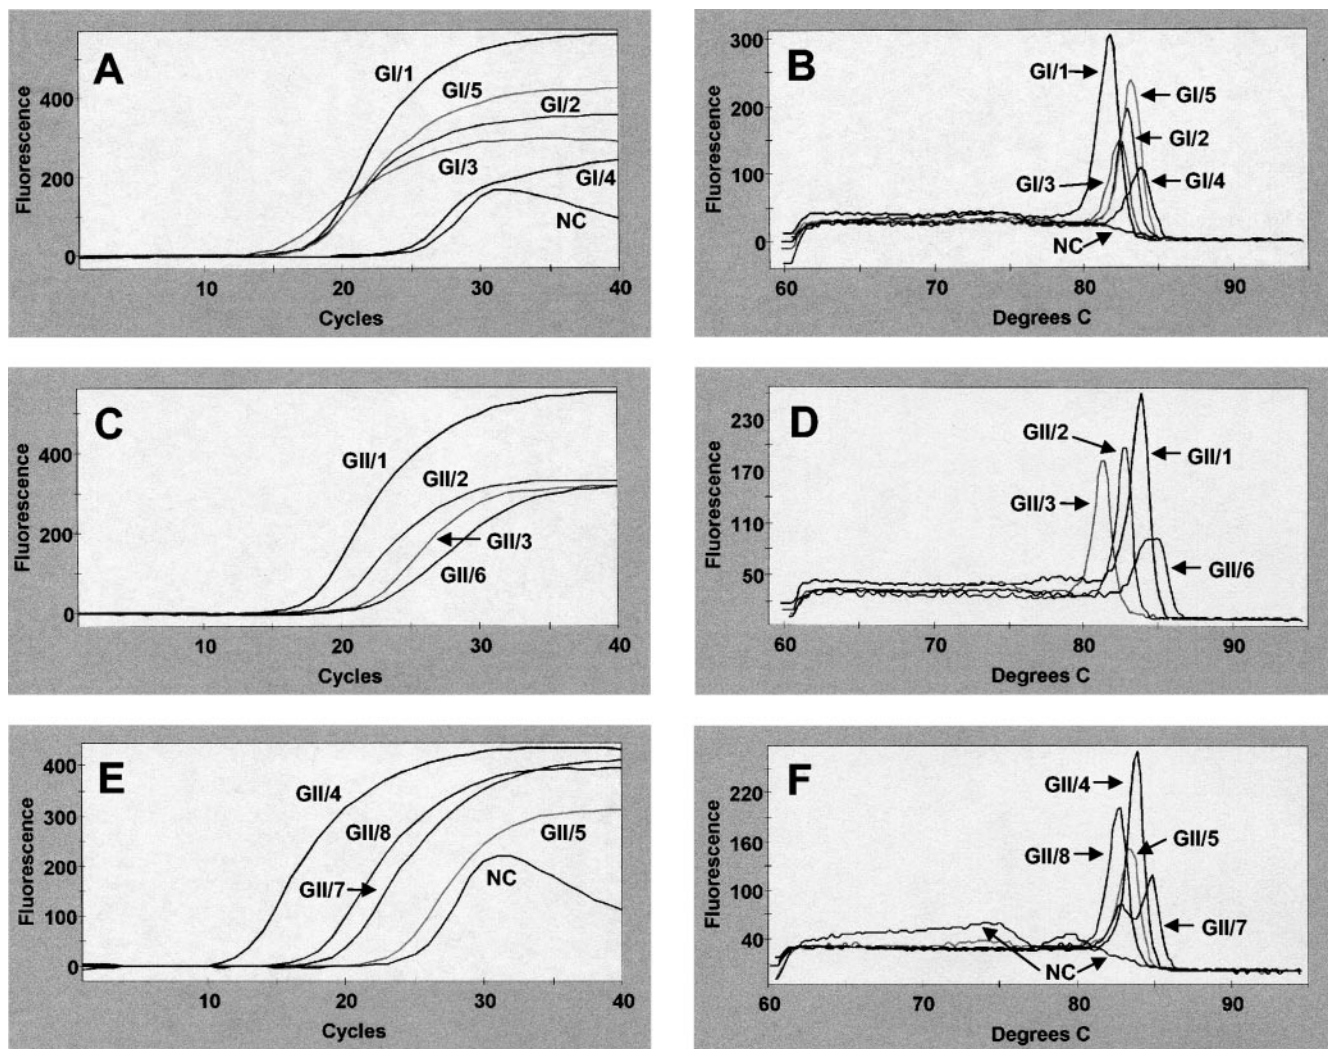 A
GI/1
GI/5
GI/2
GI/3
GI/4
NC
Fluorescence
400
200
0
10 20 30 40
Cycles
B
GI/1
GI/5
GI/2
GI/3
GI/4
NC
Fluorescence
300
200
100
0
60 70 80 90
Degrees C
C
GII/1
GII/2
GII/3
GII/6
Fluorescence
400
200
0
10 20 30 40
Cycles
D
GII/2
GII/1
GII/3
GII/6
Fluorescence
230
170
110
50
60 70 80 90
Degrees C
E
GII/4
GII/8
GII/5
GII/7
NC
Fluorescence
400
300
200
100
0
10 20 30 40
Cycles
F
GII/4
GII/5
GII/8
GII/7
NC
Fluorescence
220
160
100
40
60 70 80 90
Degrees C